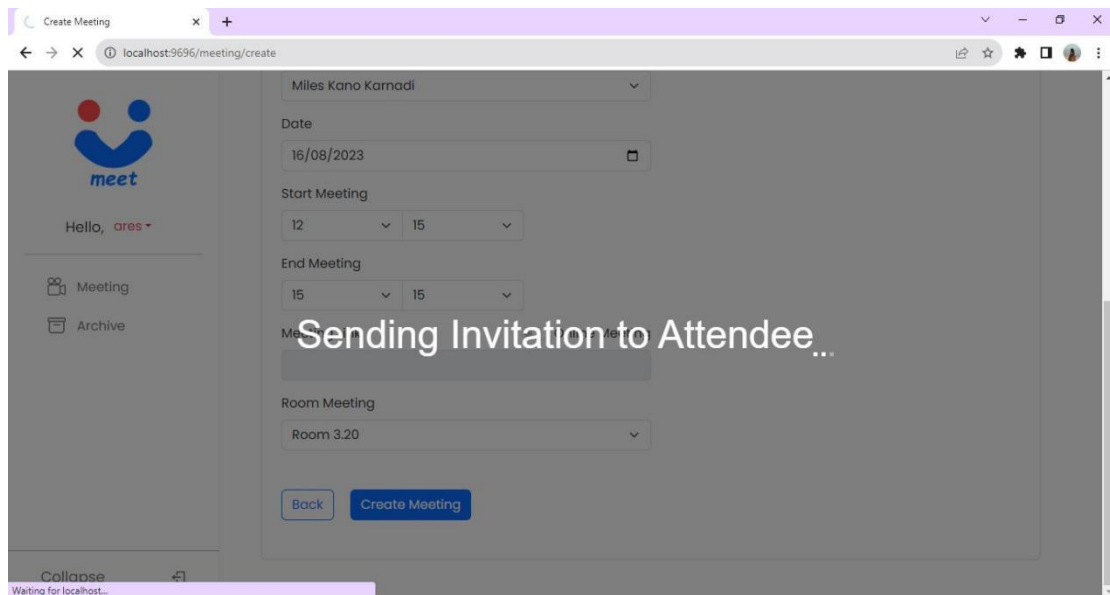 Create Meeting
localhost:9696/meeting/create
meet
Hello, ares
Meeting
Archive
Collapse
Miles Kano Karnadi
Date
16/08/2023
Start Meeting
12 15
End Meeting
15 15
Sending Invitation to Attendee...
Room Meeting
Room 3.20
Back Create Meeting
Waiting for localhost...